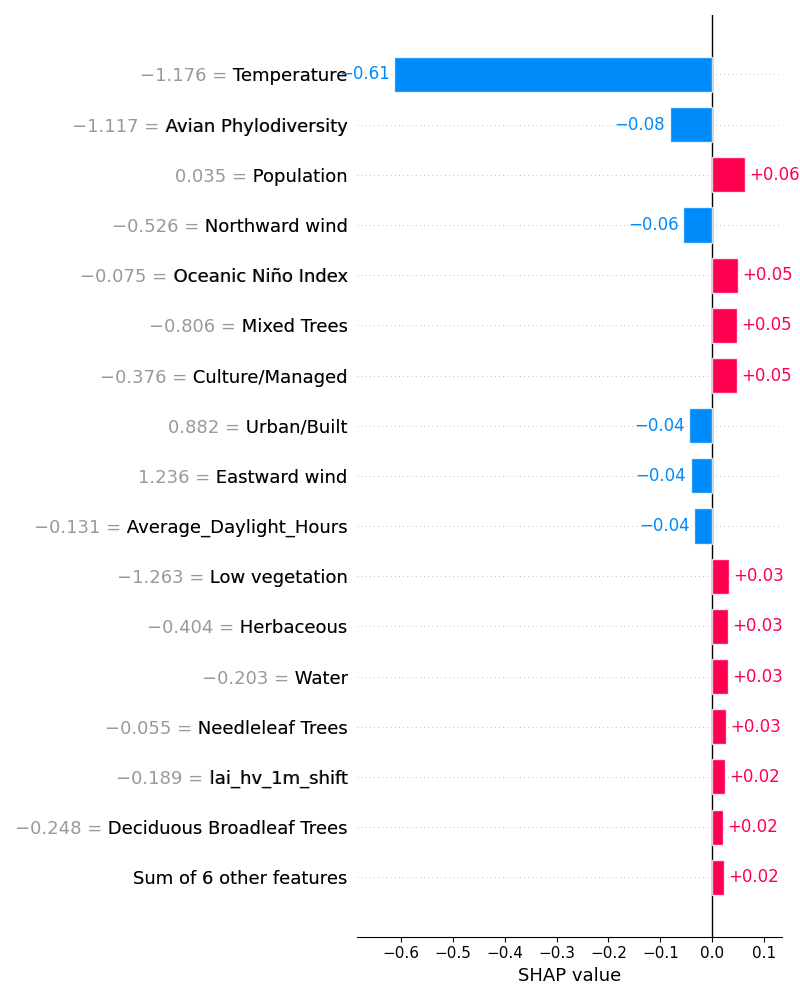 −1.176 = Temperature −0.61
−1.117 = Avian Phylodiversity −0.08
0.035 = Population +0.06
−0.526 = Northward wind −0.06
−0.075 = Oceanic Niño Index +0.05
−0.806 = Mixed Trees +0.05
−0.376 = Culture/Managed +0.05
0.882 = Urban/Built −0.04
1.236 = Eastward wind −0.04
−0.131 = Average_Daylight_Hours −0.04
−1.263 = Low vegetation +0.03
−0.404 = Herbaceous +0.03
−0.203 = Water +0.03
−0.055 = Needleleaf Trees +0.03
−0.189 = lai_hv_1m_shift +0.02
−0.248 = Deciduous Broadleaf Trees +0.02
Sum of 6 other features +0.02
−0.6 −0.5 −0.4 −0.3 −0.2 −0.1 0.0 0.1
SHAP value